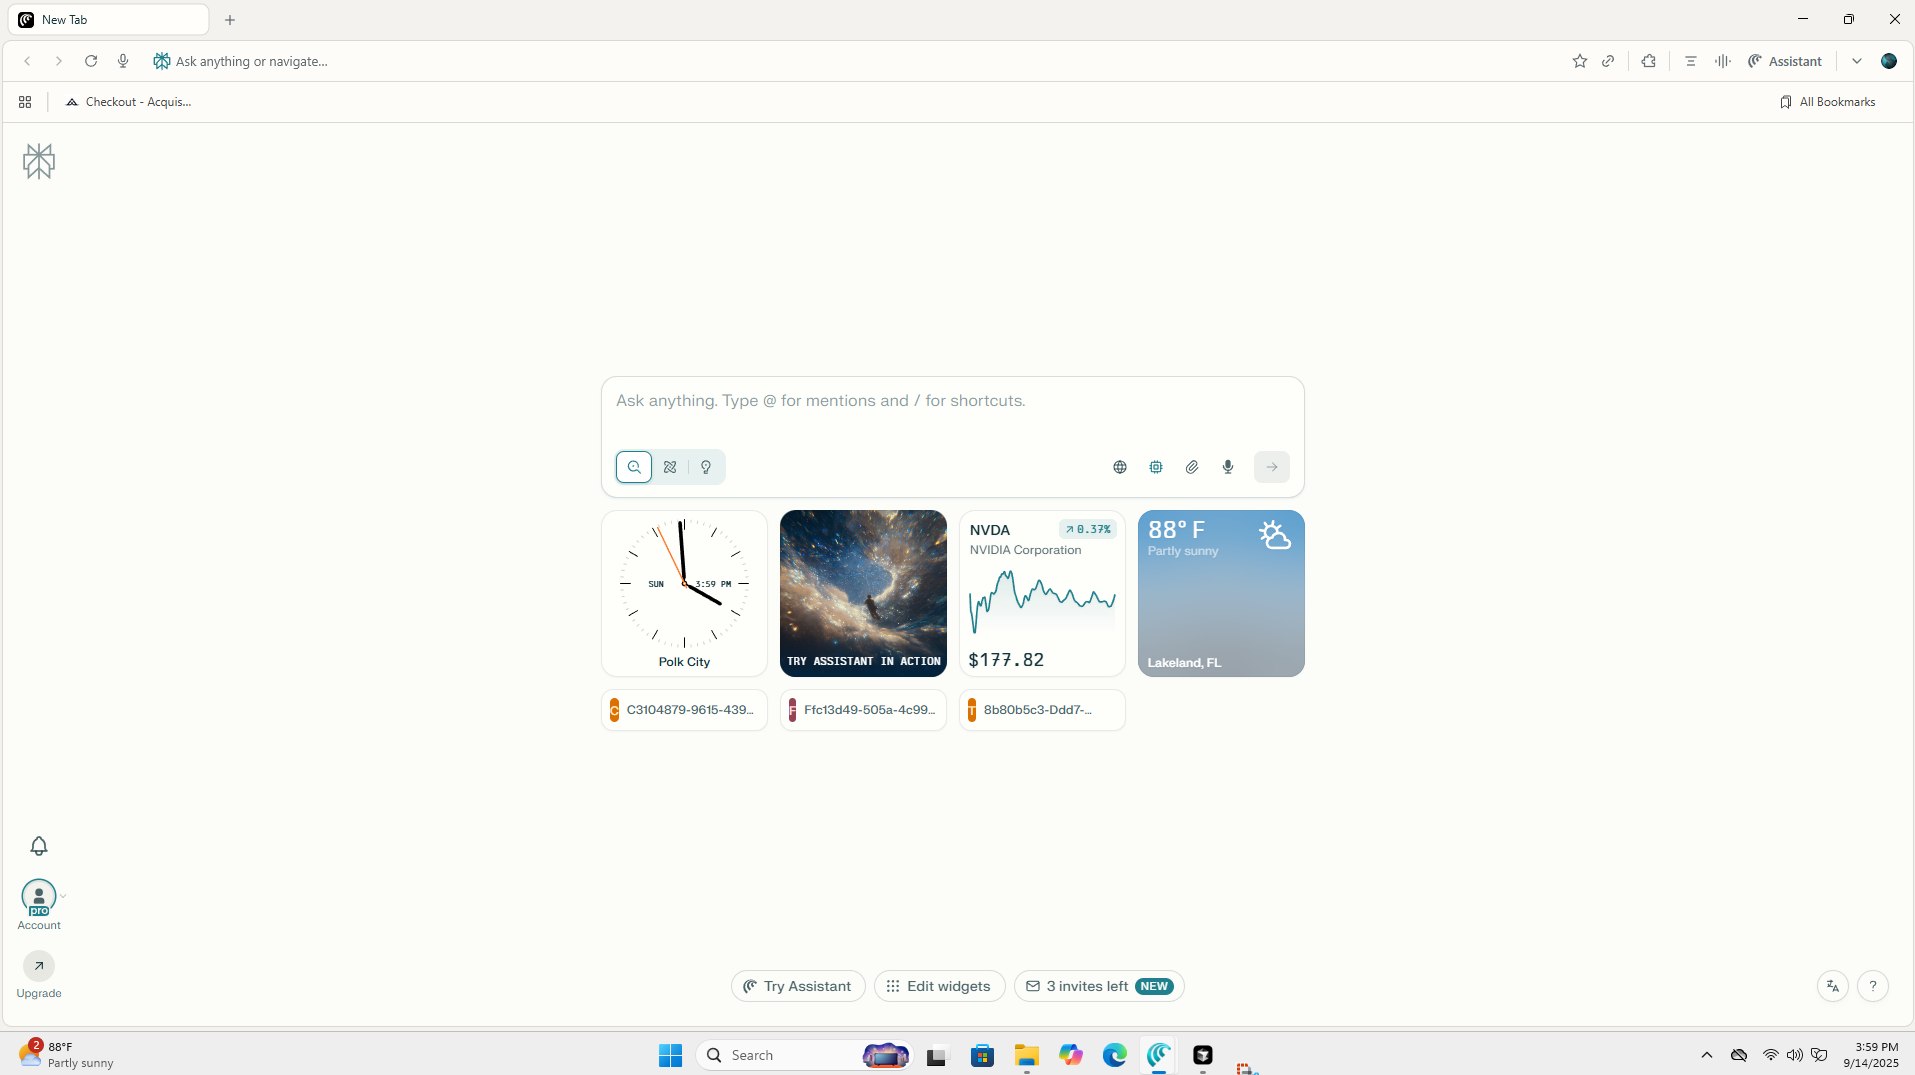 New Tab
Ask anything or navigate...
Assistant
Checkout - Acquis...
All Bookmarks
Ask anything. Type @ for mentions and / for shortcuts.
SUN 3:59 PM
Polk City
TRY ASSISTANT IN ACTION
NVDA
0.37%
NVIDIA Corporation
$177.82
88° F
Partly sunny
Lakeland, FL
C C3104879-9615-439...
F Ffc13d49-505a-4c99...
T 8b80b5c3-Ddd7-...
pro
Account
Upgrade
Try Assistant
Edit widgets
3 invites left NEW
?
2
88°F
Partly sunny
Search
3:59 PM
9/14/2025